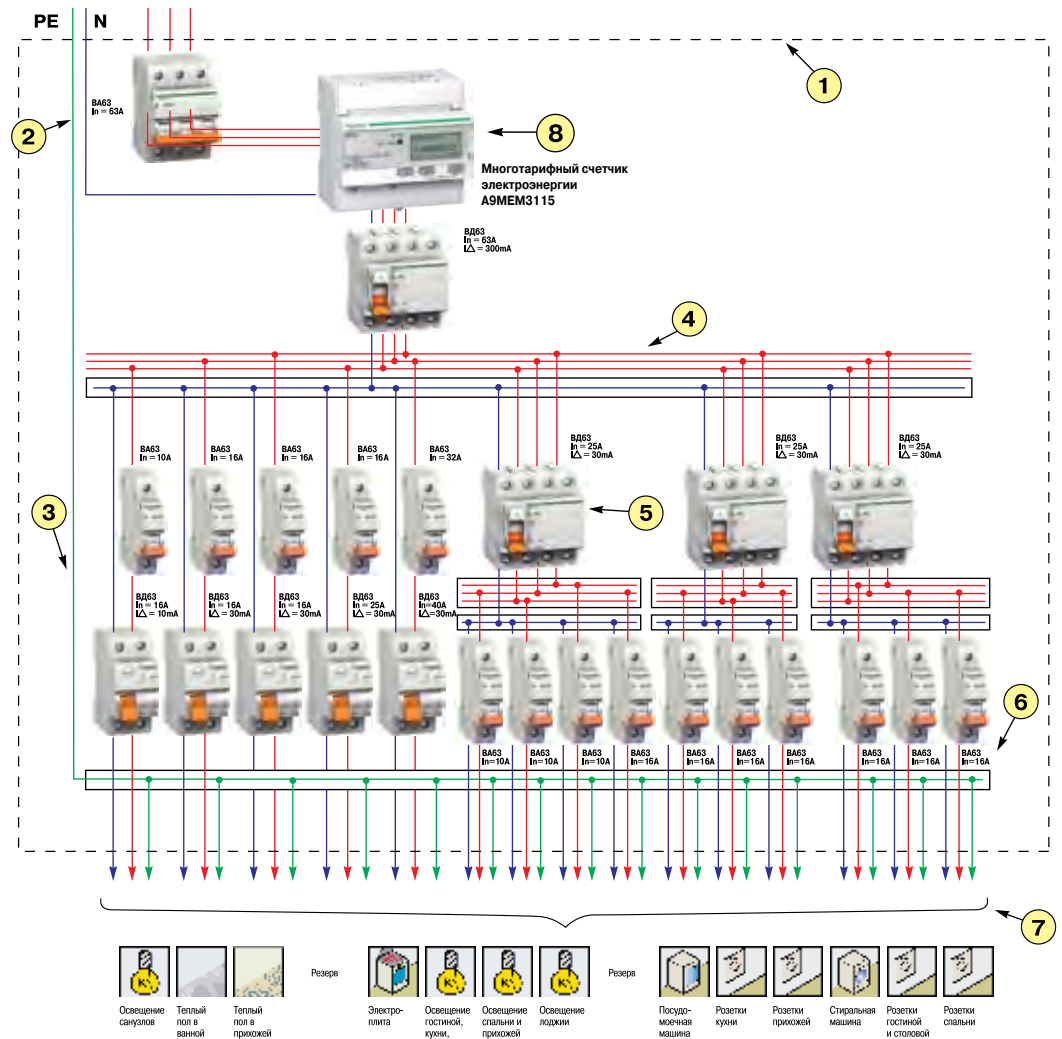 PE N
1
ВА63
In = 63A
2
8
Многотарифный счетчик
электроэнергии
A9MEM3115
ВД63
In = 63A
I△ = 300mA
4
ВА63
In = 10A
ВА63
In = 16A
ВА63
In = 16A
ВА63
In = 16A
ВА63
In = 32A
ВД63
In = 25A
I△ = 30mA
ВД63
In = 25A
I△ = 30mA
ВД63
In = 25A
I△ = 30mA
3
5
ВД63
In = 16A
I△ = 10mA
ВД63
In = 16A
I△ = 30mA
ВД63
In = 16A
I△ = 30mA
ВД63
In = 25A
I△ = 30mA
ВД63
In=40A
I△=30mA
6
ВА63
In=10A
ВА63
In=10A
ВА63
In=10A
ВА63
In=16A
ВА63
In=16A
ВА63
In=16A
ВА63
In=16A
ВА63
In=16A
ВА63
In=16A
ВА63
In=16A
7
Освещение
санузлов
Теплый
пол в
ванной
Теплый
пол в
прихожей
Резерв
Электро-
плита
Освещение
гостиной,
кухни,
Освещение
спальни и
прихожей
Освещение
лоджии
Резерв
Посудо-
моечная
машина
Розетки
кухни
Розетки
прихожей
Стиральная
машина
Розетки
гостиной
и столовой
Розетки
спальни